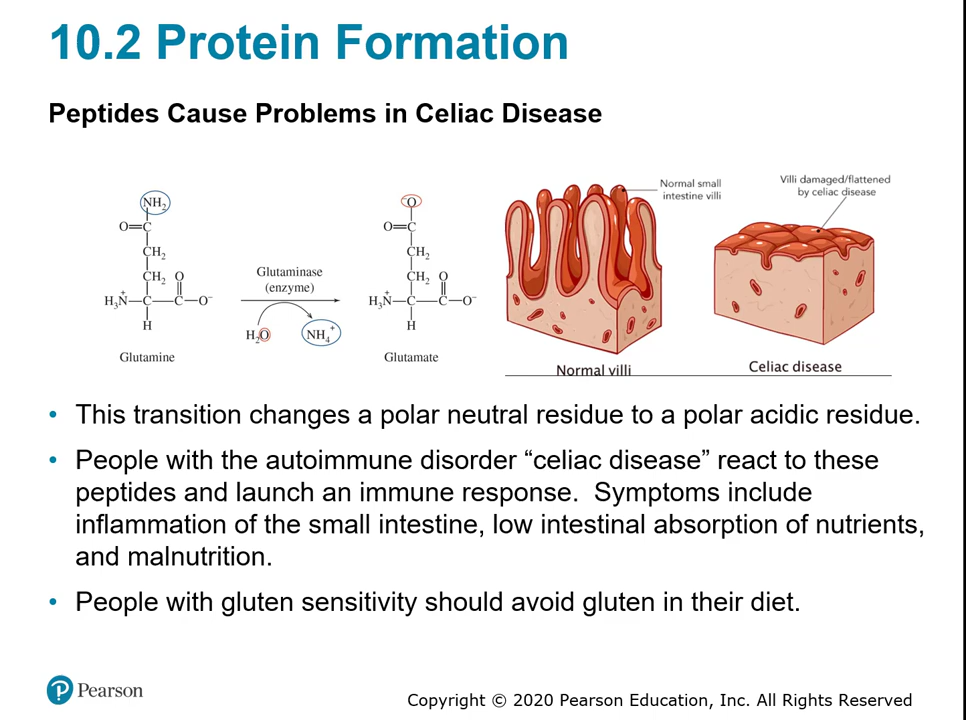 10.2 Protein Formation
Peptides Cause Problems in Celiac Disease
NH₂
O=C
CH₂
CH₂ O
H₃N⁺—C—C—O⁻
H
Glutamine
Glutaminase
(enzyme)
H₂O
NH₄⁺
⁻O
O=C
CH₂
CH₂ O
H₃N⁺—C—C—O⁻
H
Glutamate
Normal small
intestine villi
Normal villi
Villi damaged/flattened
by celiac disease
Celiac disease
• This transition changes a polar neutral residue to a polar acidic residue.
• People with the autoimmune disorder “celiac disease” react to these
peptides and launch an immune response.  Symptoms include
inflammation of the small intestine, low intestinal absorption of nutrients,
and malnutrition.
• People with gluten sensitivity should avoid gluten in their diet.
P Pearson
Copyright © 2020 Pearson Education, Inc. All Rights Reserved